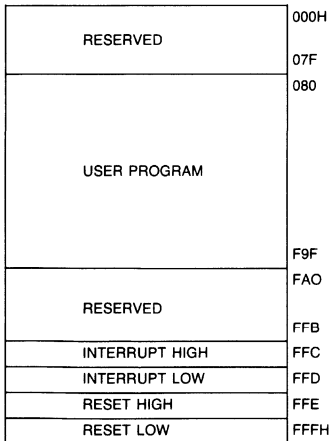 000H
RESERVED
07F
080
USER PROGRAM
F9F
FAO
RESERVED
FFB
INTERRUPT HIGH FFC
INTERRUPT LOW FFD
RESET HIGH FFE
RESET LOW FFFH